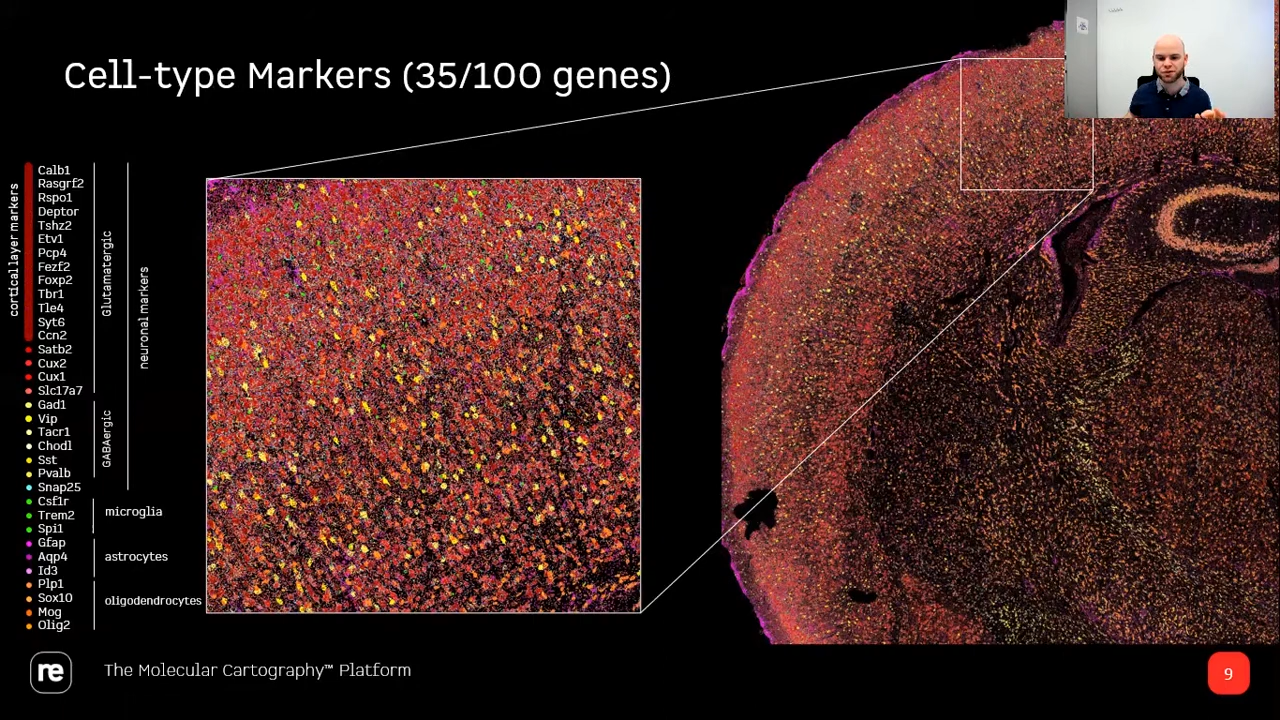 Cell-type Markers (35/100 genes)
cortical layer markers
Calb1
Rasgrf2
Rspo1
Deptor
Tshz2
Etv1
Pcp4
Fezf2
Foxp2
Tbr1
Tle4
Syt6
Ccn2
Satb2
Cux2
Cux1
Slc17a7
Gad1
Vip
Tacr1
Chodl
Sst
Pvalb
Snap25
Csf1r
Trem2
Spi1
Gfap
Aqp4
Id3
Plp1
Sox10
Mog
Olig2
Glutamatergic
GABAergic
neuronal markers
microglia
astrocytes
oligodendrocytes
re
The Molecular Cartography™ Platform
9